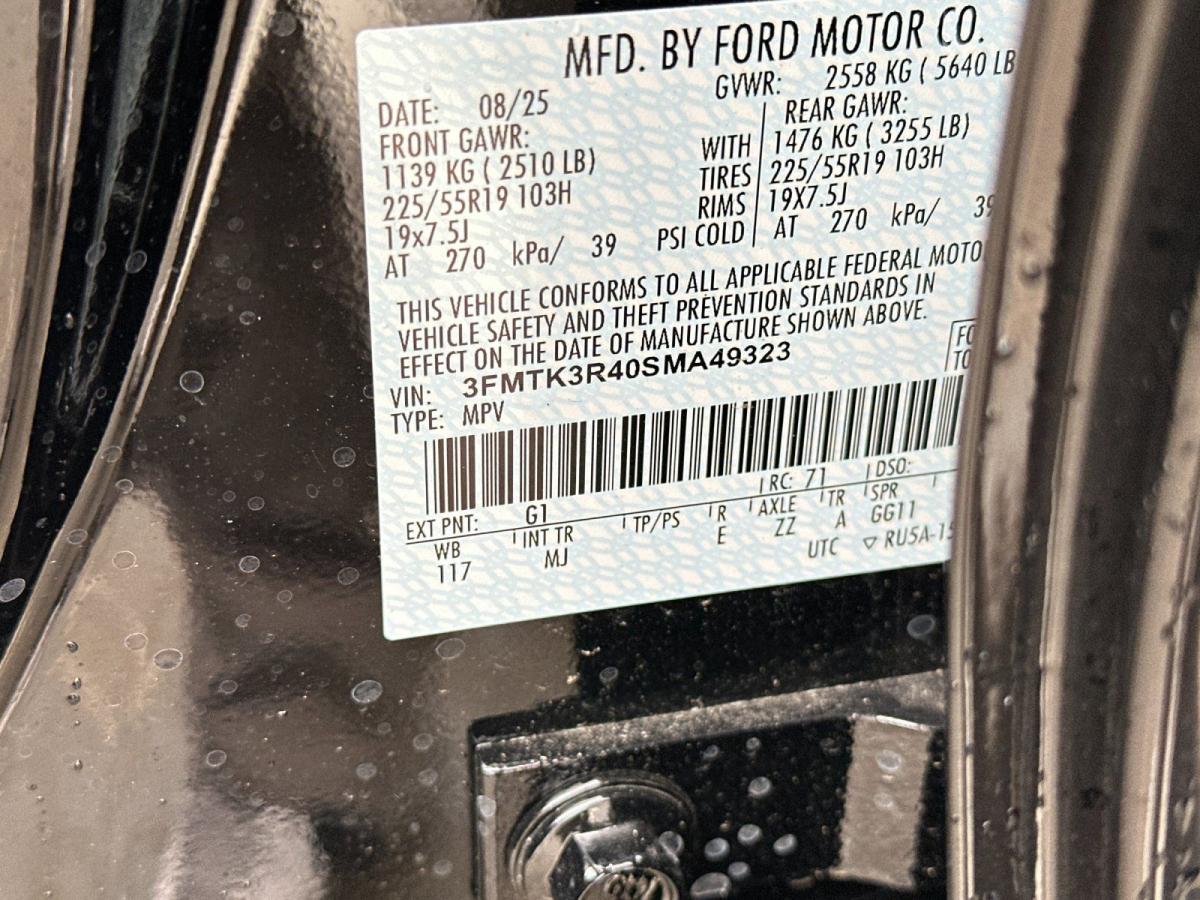 MFD. BY FORD MOTOR CO.
DATE: 08/25
GVWR: 2558 KG ( 5640 LB
FRONT GAWR:
REAR GAWR:
1139 KG ( 2510 LB)
WITH
1476 KG ( 3255 LB)
225/55R19 103H
TIRES
225/55R19 103H
19x7.5J
RIMS
19X7.5J
AT 270 kPa/ 39
PSI COLD
AT 270 kPa/ 39
THIS VEHICLE CONFORMS TO ALL APPLICABLE FEDERAL MOTO
VEHICLE SAFETY AND THEFT PREVENTION STANDARDS IN
EFFECT ON THE DATE OF MANUFACTURE SHOWN ABOVE.
VIN: 3FMTK3R40SMA49323
TYPE: MPV
EXT PNT: G1
RC: 71
DSO:
WB
INT TR
TP/PS
R
AXLE
TR
SPR
117
MJ
E
ZZ
A
GG11
UTC ▽ RU5A-15